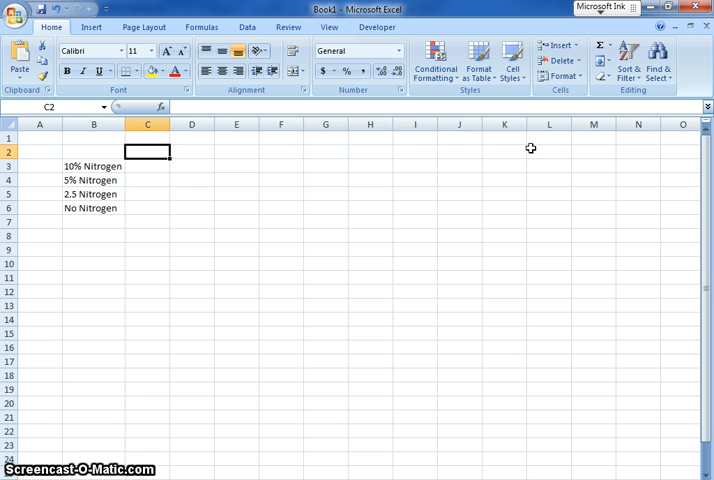 Book1 - Microsoft Excel
Microsoft Ink
Home Insert Page Layout Formulas Data Review View Developer
Calibri 11 General
Paste
Conditional Formatting
Format as Table
Cell Styles
Insert
Delete
Format
Sort & Filter
Find & Select
Clipboard Font Alignment Number Styles Cells Editing
C2 fx
A B C D E F G H I J K L M N O
1
2
3 10% Nitrogen
4 5% Nitrogen
5 2.5 Nitrogen
6 No Nitrogen
7
8
9
10
11
12
13
14
15
16
17
18
19
20
21
22
23
24
Screencast-O-Matic.com